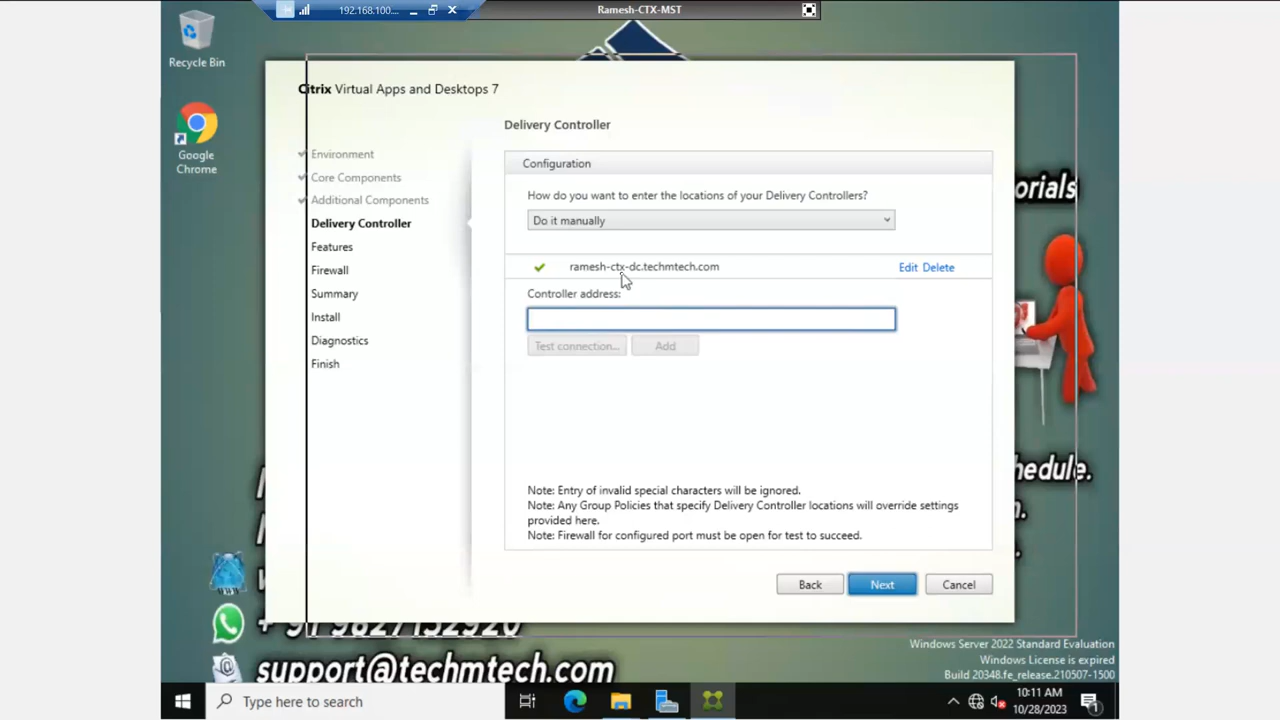 192.168.100....
Ramesh-CTX-MST
Recycle Bin
Google
Chrome
Citrix Virtual Apps and Desktops 7
Environment
Core Components
Additional Components
Delivery Controller
Features
Firewall
Summary
Install
Diagnostics
Finish
Delivery Controller
Configuration
How do you want to enter the locations of your Delivery Controllers?
Do it manually
ramesh-ctx-dc.techmtech.com
Edit Delete
Controller address:
Test connection...
Add
Note: Entry of invalid special characters will be ignored.
Note: Any Group Policies that specify Delivery Controller locations will override settings
provided here.
Note: Firewall for configured port must be open for test to succeed.
Back
Next
Cancel
orials
hedule.
support@techmtech.com
Windows Server 2022 Standard Evaluation
Windows License is expired
Build 20348.fe_release.210507-1500
Type here to search
10:11 AM
10/28/2023
1